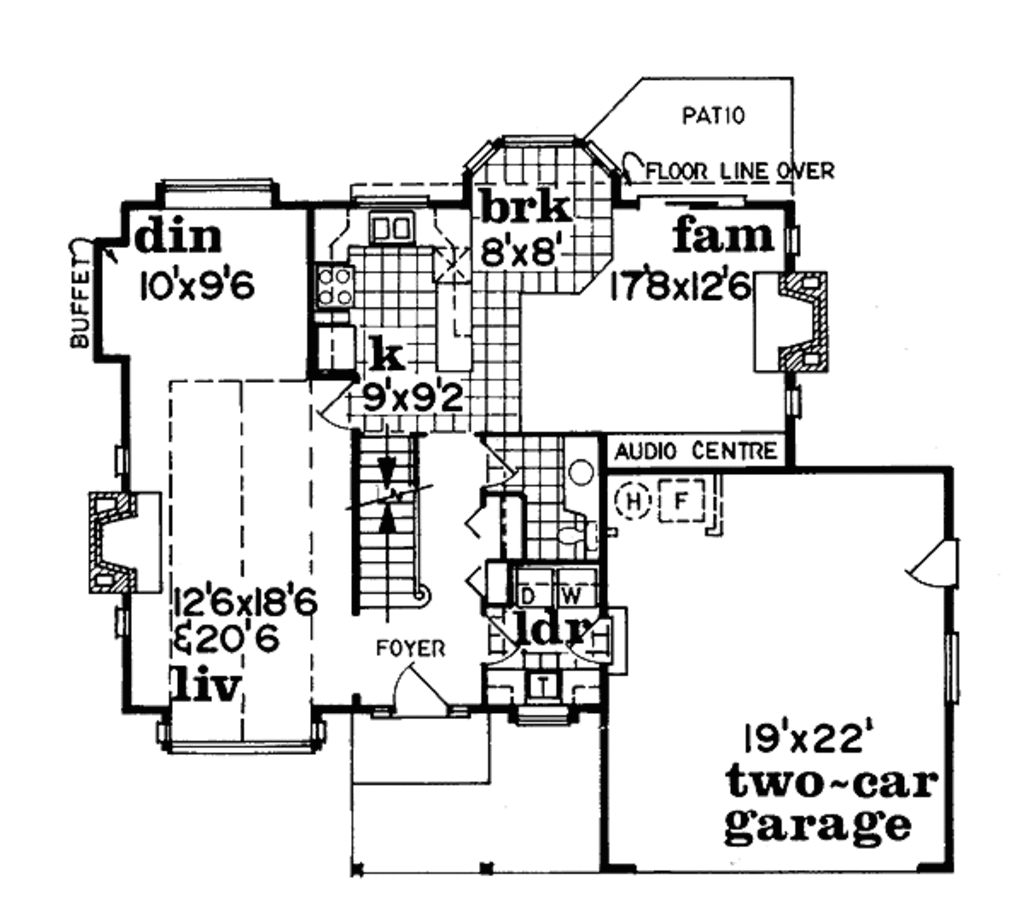 PATIO
FLOOR LINE OVER
brk
8'x8'
din
10'x9'6
fam
17'8x12'6
BUFFET
k
9'x9'2
AUDIO CENTRE
H
F
N
D
W
12'6x18'6
&20'6
liv
ldr
FOYER
T
19'x22'
two~car
garage